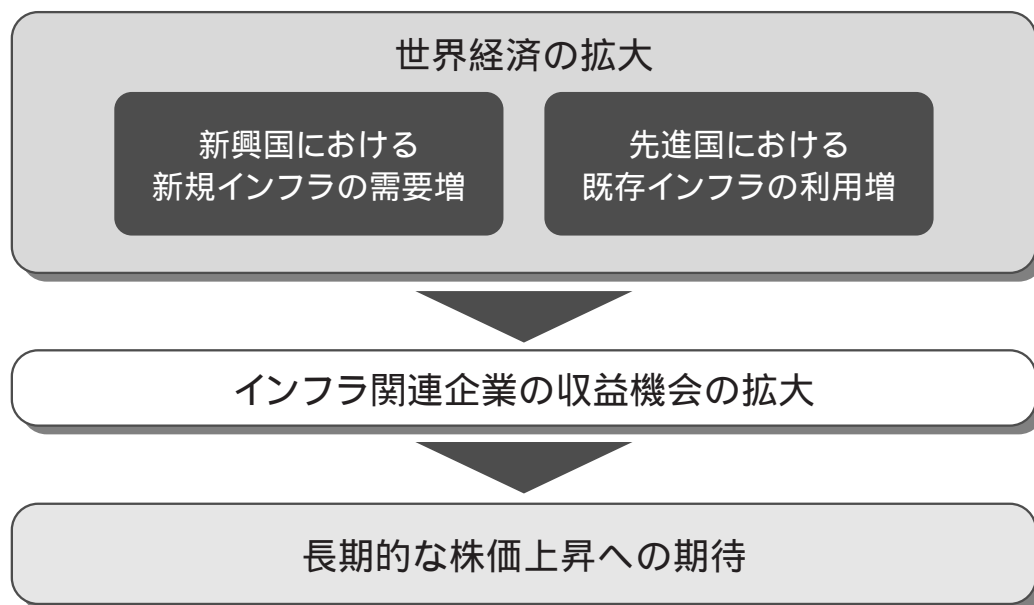 世界経済の拡大
新興国における
新規インフラの需要増
先進国における
既存インフラの利用増
インフラ関連企業の収益機会の拡大
長期的な株価上昇への期待